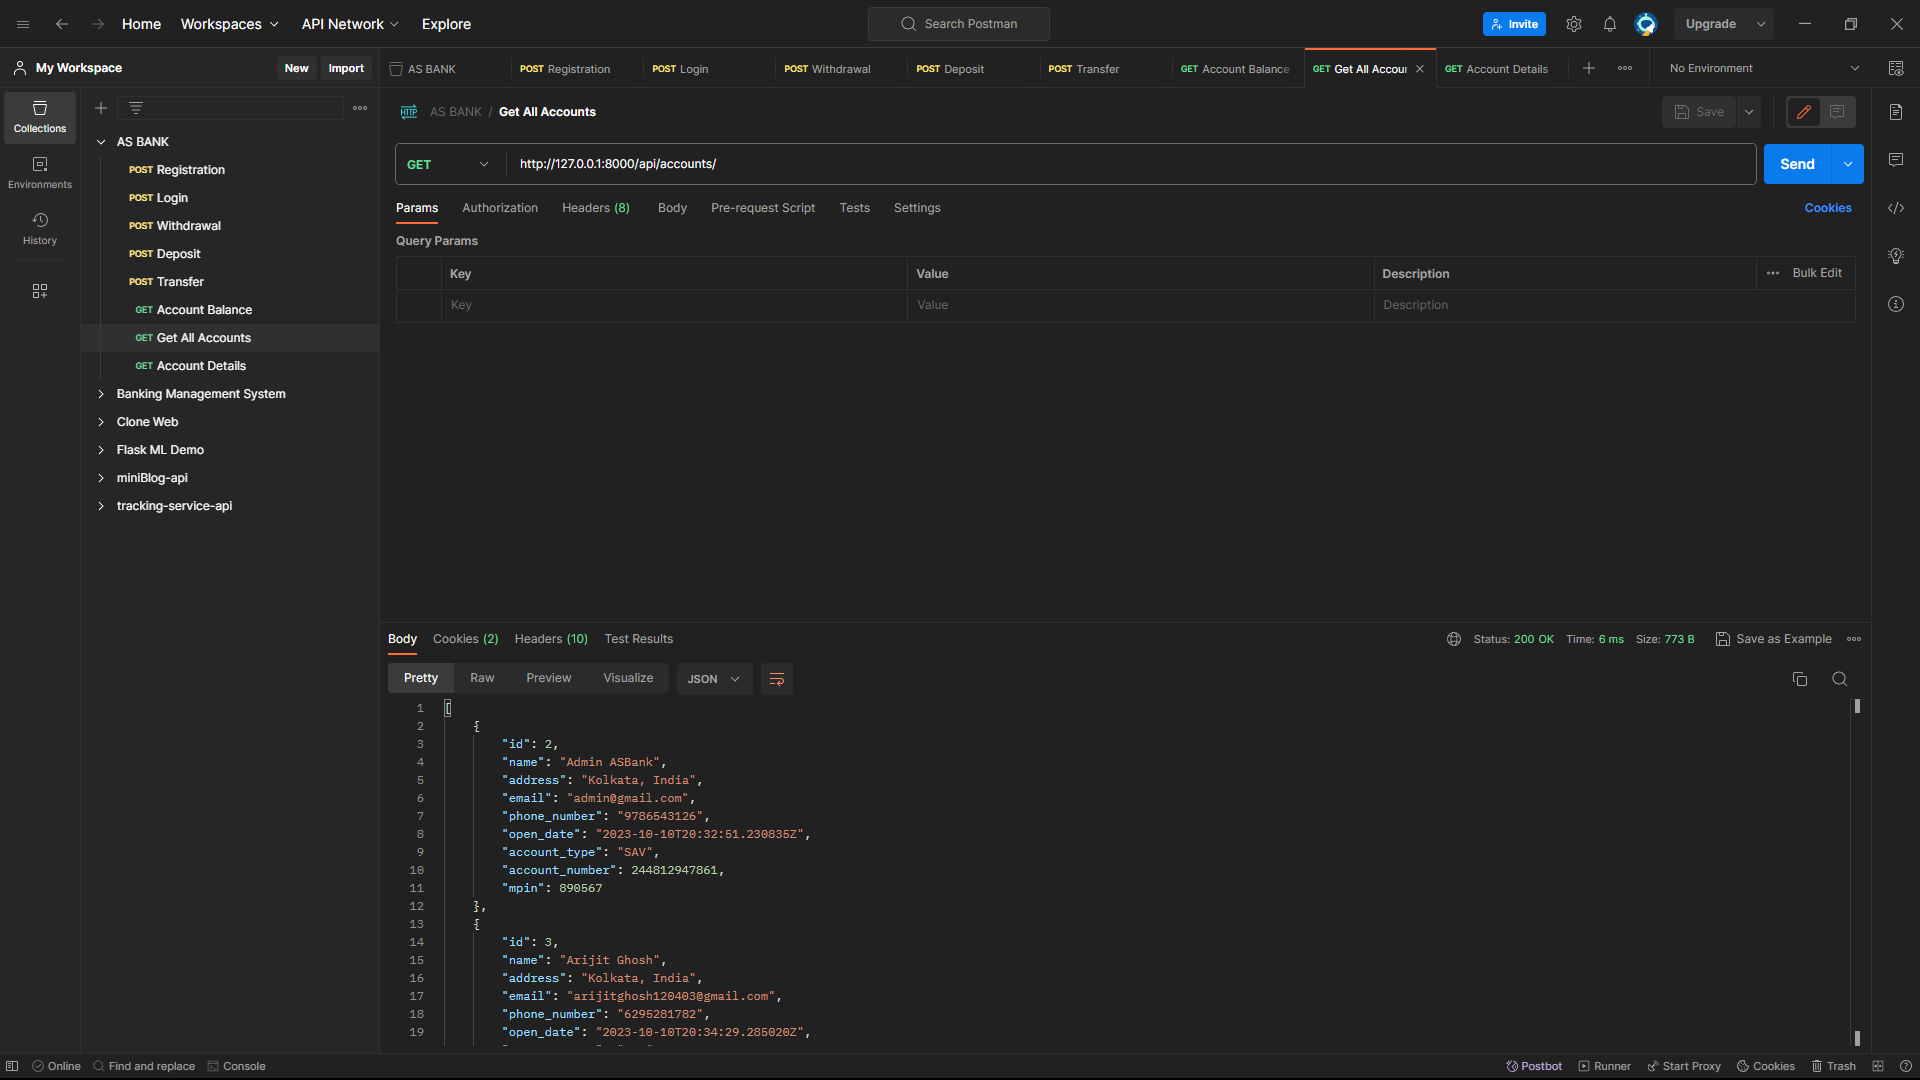 Home Workspaces API Network Explore Search Postman Invite Upgrade
My Workspace New Import AS BANK POST Registration POST Login POST Withdrawal POST Deposit POST Transfer GET Account Balance GET Get All Accour GET Account Details No Environment
Collections
Environments
History
AS BANK
POST Registration
POST Login
POST Withdrawal
POST Deposit
POST Transfer
GET Account Balance
GET Get All Accounts
GET Account Details
Banking Management System
Clone Web
Flask ML Demo
miniBlog-api
tracking-service-api
HTTP AS BANK / Get All Accounts Save
GET http://127.0.0.1:8000/api/accounts/ Send
Params Authorization Headers (8) Body Pre-request Script Tests Settings Cookies
Query Params
Key Value Description Bulk Edit
Key Value Description
Body Cookies (2) Headers (10) Test Results Status: 200 OK Time: 6 ms Size: 773 B Save as Example
Pretty Raw Preview Visualize JSON
1 [
2 {
3 "id": 2,
4 "name": "Admin ASBank",
5 "address": "Kolkata, India",
6 "email": "admin@gmail.com",
7 "phone_number": "9786543126",
8 "open_date": "2023-10-10T20:32:51.230835Z",
9 "account_type": "SAV",
10 "account_number": 244812947861,
11 "mpin": 890567
12 },
13 {
14 "id": 3,
15 "name": "Arijit Ghosh",
16 "address": "Kolkata, India",
17 "email": "arijitghosh120403@gmail.com",
18 "phone_number": "6295281782",
19 "open_date": "2023-10-10T20:34:29.285020Z",
Online Find and replace Console Postbot Runner Start Proxy Cookies Trash